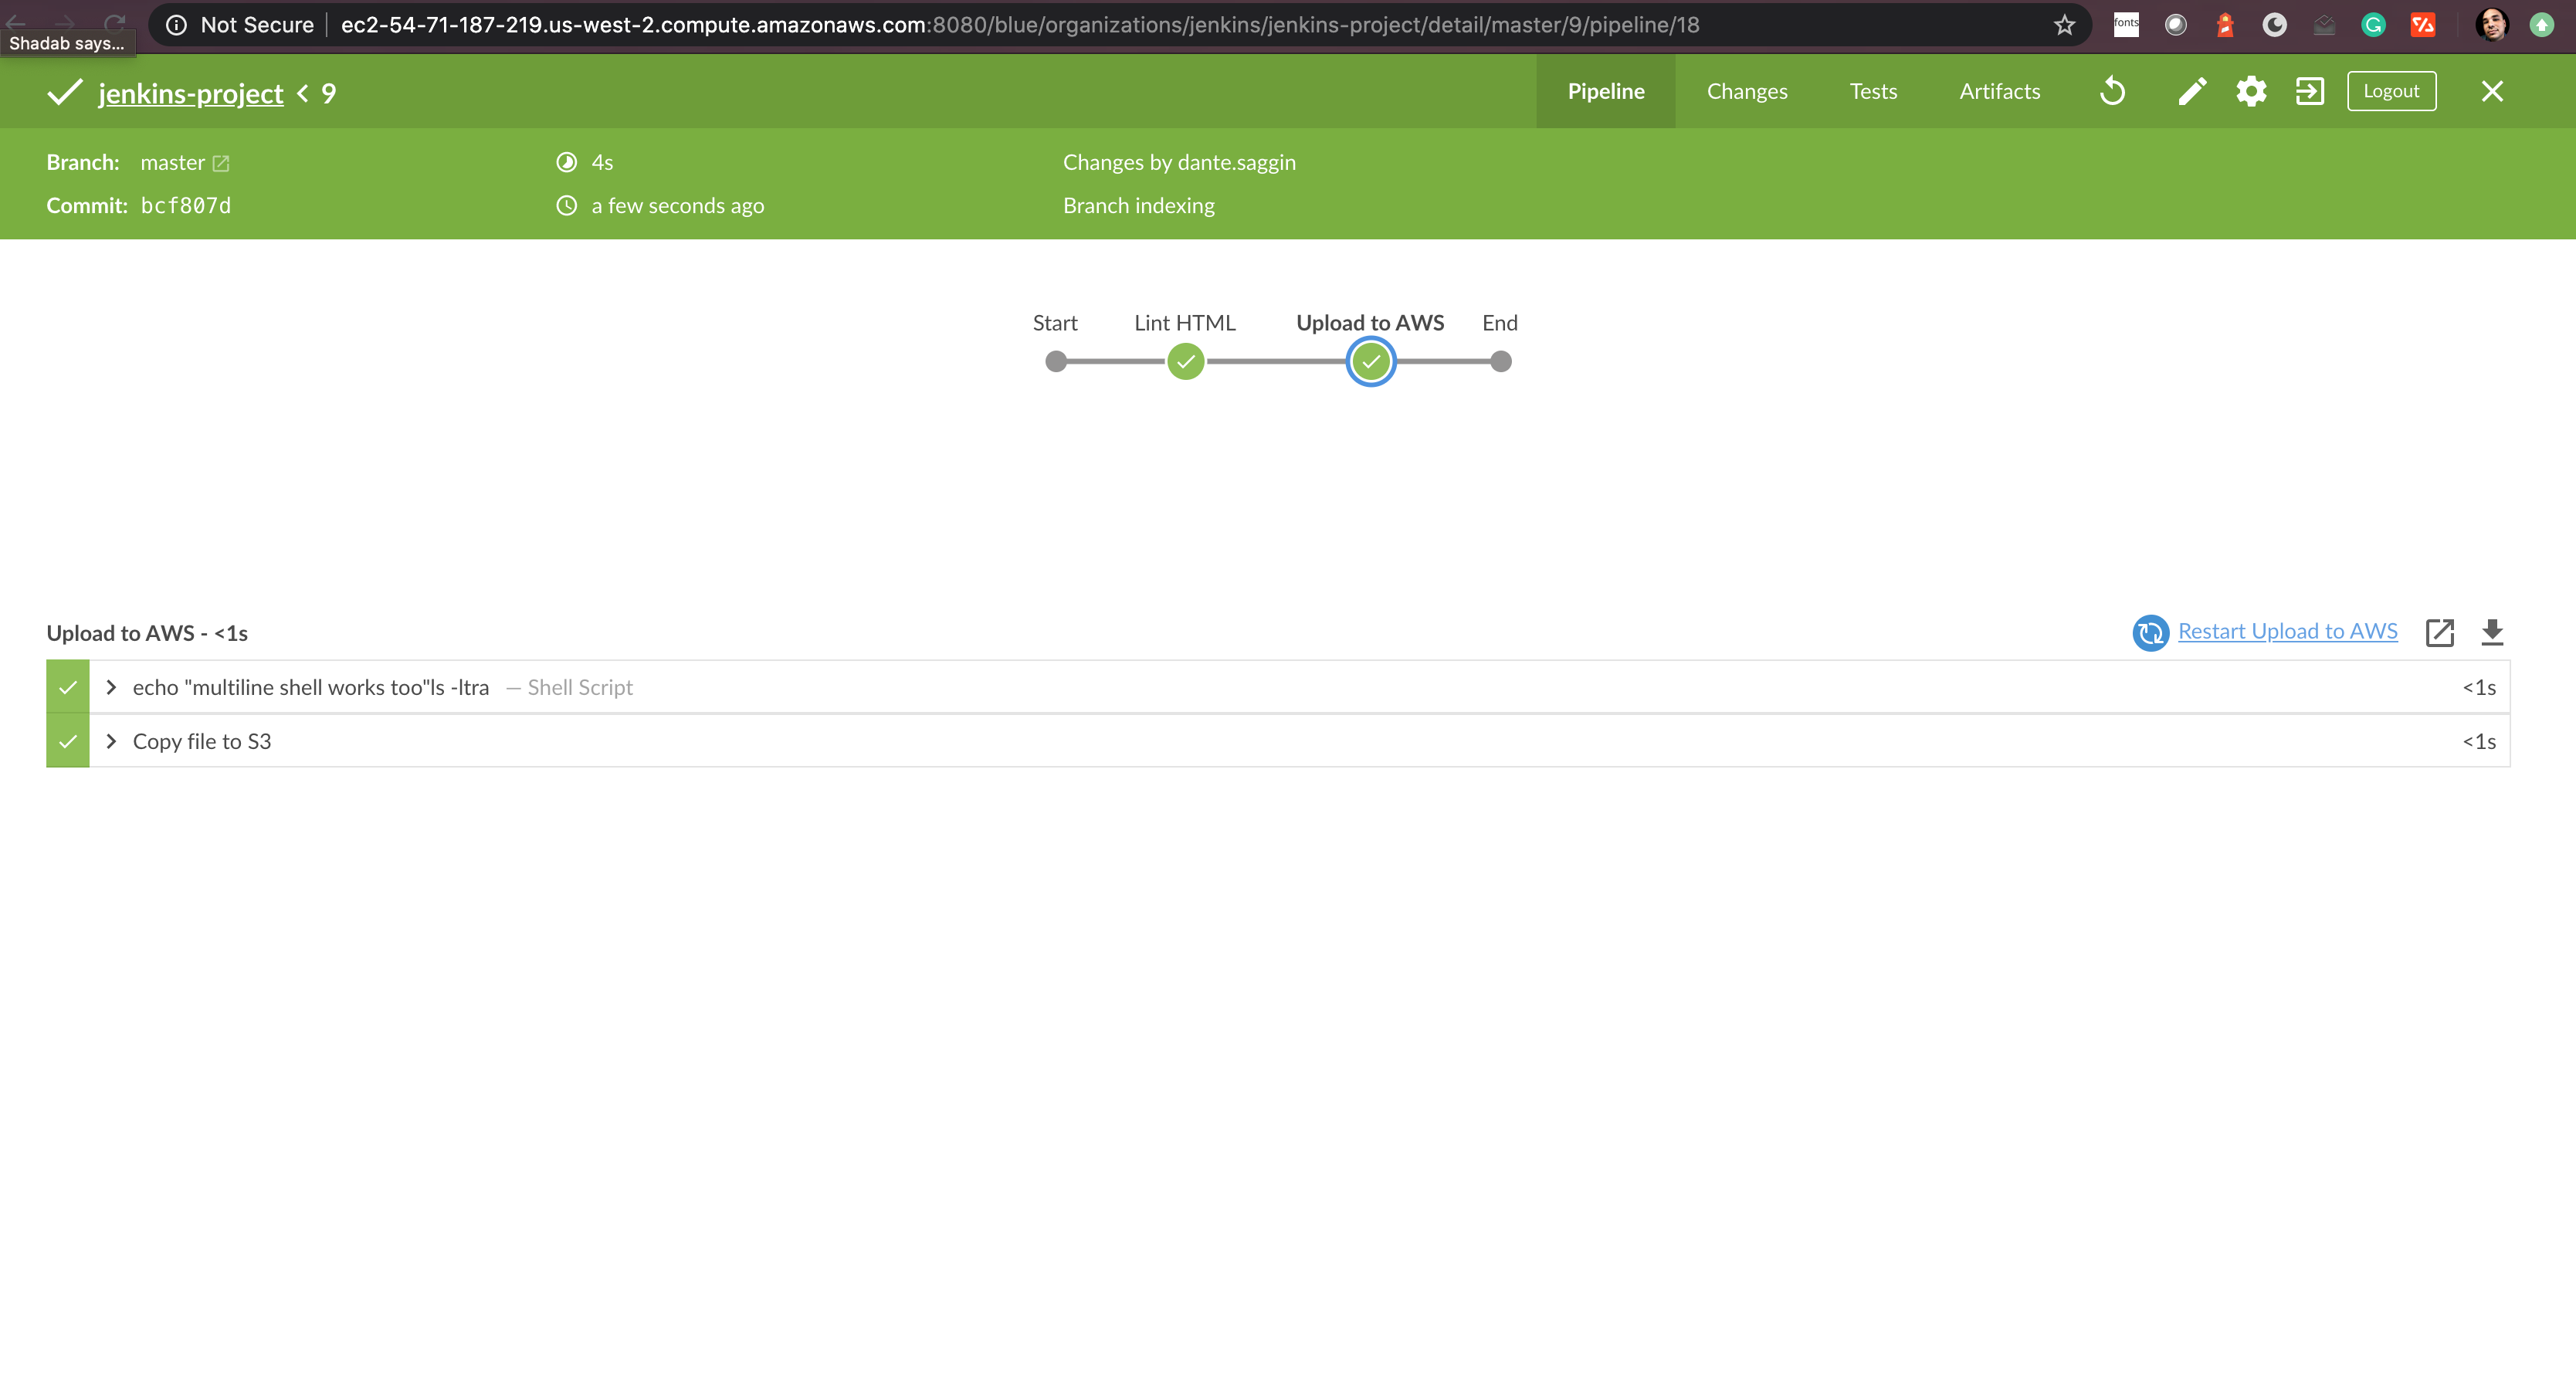 Not Secure ec2-54-71-187-219.us-west-2.compute.amazonaws.com:8080/blue/organizations/jenkins/jenkins-project/detail/master/9/pipeline/18
fonts
Shadab says...
jenkins-project < 9
Pipeline Changes Tests Artifacts Logout
Branch: master 4s Changes by dante.saggin
Commit: bcf807d a few seconds ago Branch indexing
Start Lint HTML Upload to AWS End
Upload to AWS - <1s Restart Upload to AWS
echo "multiline shell works too"ls -ltra — Shell Script <1s
Copy file to S3 <1s